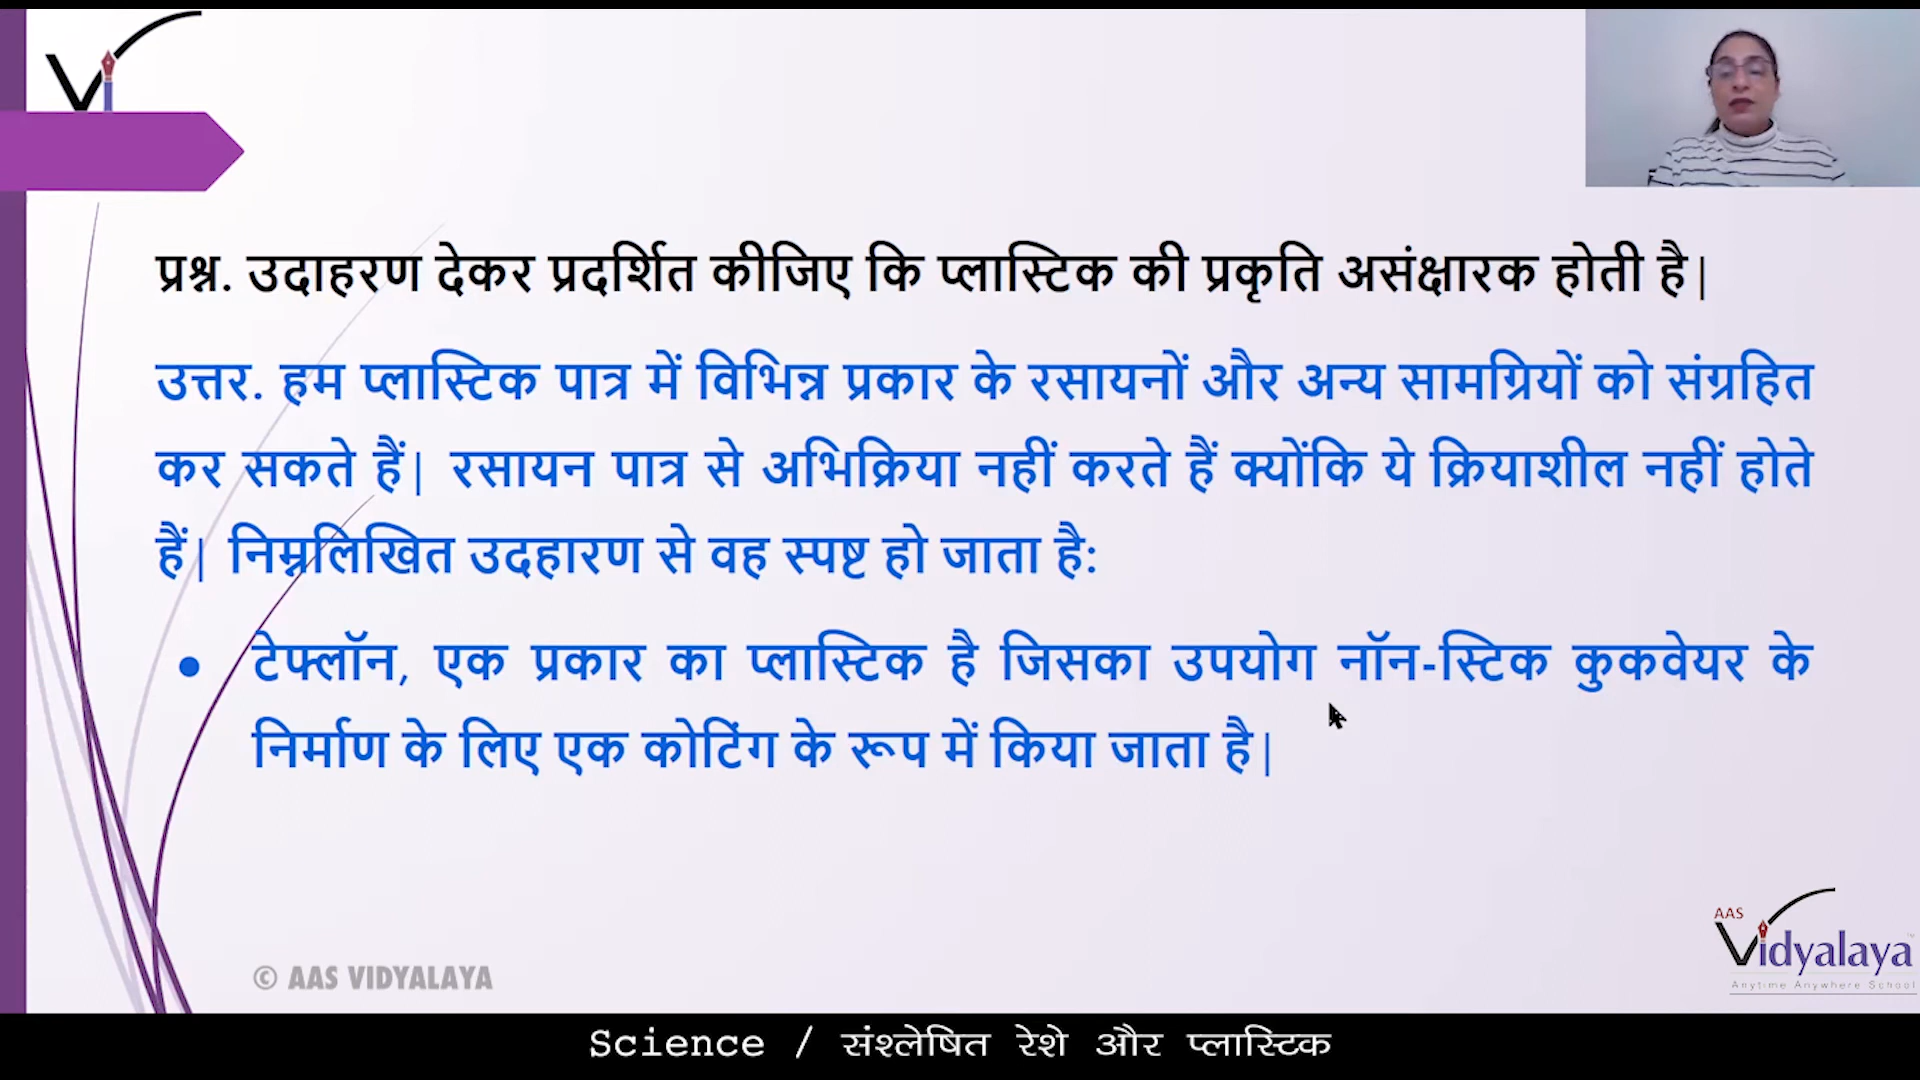 प्रश्न. उदाहरण देकर प्रदर्शित कीजिए कि प्लास्टिक की प्रकृति असंक्षारक होती है|
उत्तर. हम प्लास्टिक पात्र में विभिन्न प्रकार के रसायनों और अन्य सामग्रियों को संग्रहित
कर सकते हैं| रसायन पात्र से अभिक्रिया नहीं करते हैं क्योंकि ये क्रियाशील नहीं होते
हैं| निम्नलिखित उदहारण से वह स्पष्ट हो जाता है:
● टेफ्लॉन, एक प्रकार का प्लास्टिक है जिसका उपयोग नॉन-स्टिक कुकवेयर के
निर्माण के लिए एक कोटिंग के रूप में किया जाता है|
AAS
Vidyalaya
Anytime Anywhere School
© AAS VIDYALAYA
Science / संश्लेषित रेशे और प्लास्टिक